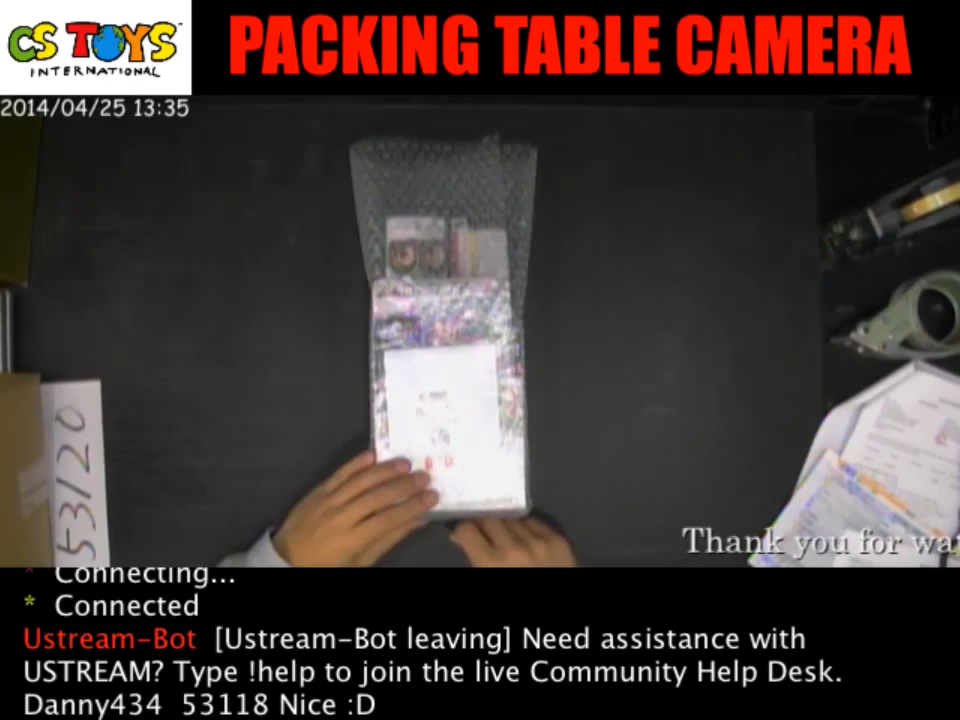 CS TOYS
INTERNATIONAL
PACKING TABLE CAMERA
2014/04/25 13:35
53120
Thank you for wa
* Connecting...
* Connected
Ustream-Bot [Ustream-Bot leaving] Need assistance with
USTREAM? Type !help to join the live Community Help Desk.
Danny434 53118 Nice :D